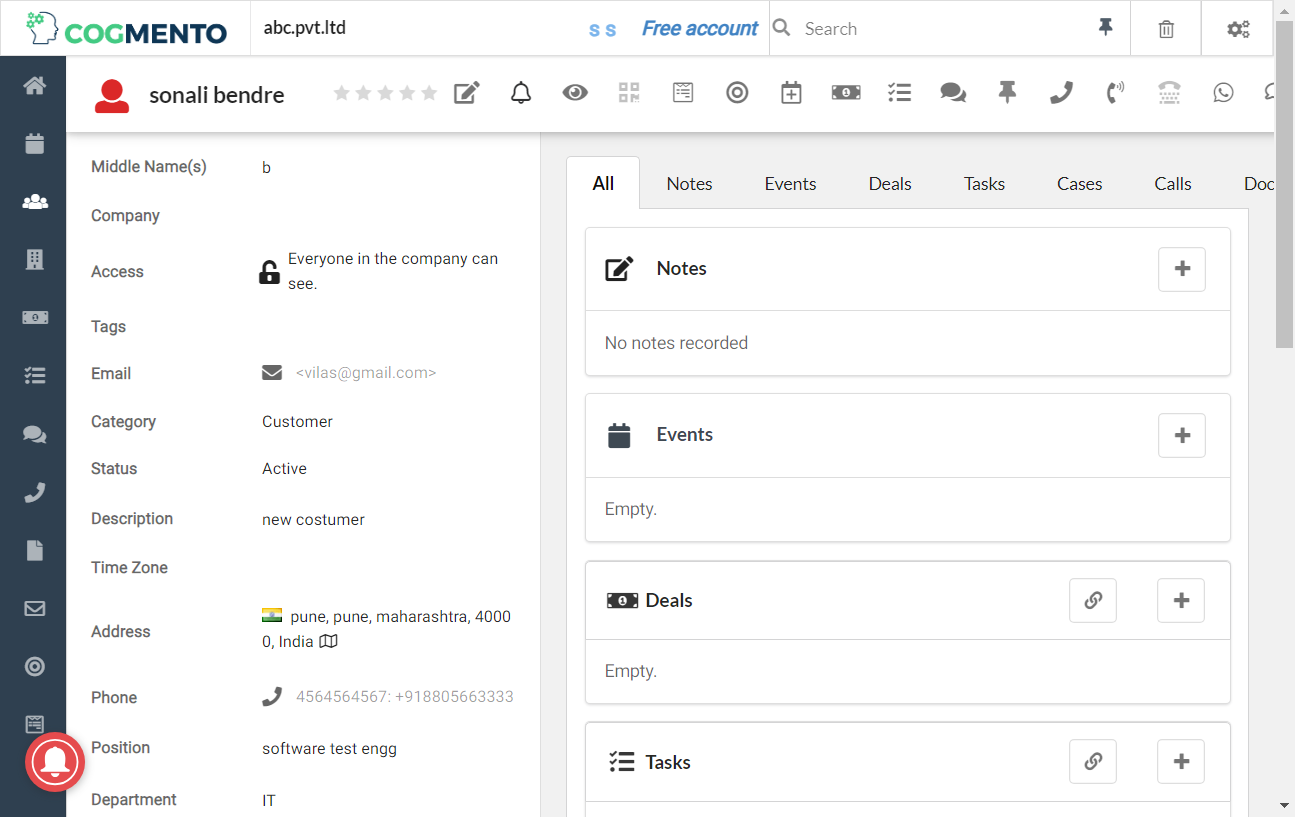 COGMENTO
abc.pvt.ltd
s s
Free account
Search
sonali bendre
Middle Name(s) b
Company
Access Everyone in the company can
see.
Tags
Email <vilas@gmail.com>
Category Customer
Status Active
Description new costumer
Time Zone
Address pune, pune, maharashtra, 4000
0, India
Phone 4564564567: +918805663333
Position software test engg
Department IT
All Notes Events Deals Tasks Cases Calls Doc
Notes
No notes recorded
Events
Empty.
Deals
Empty.
Tasks